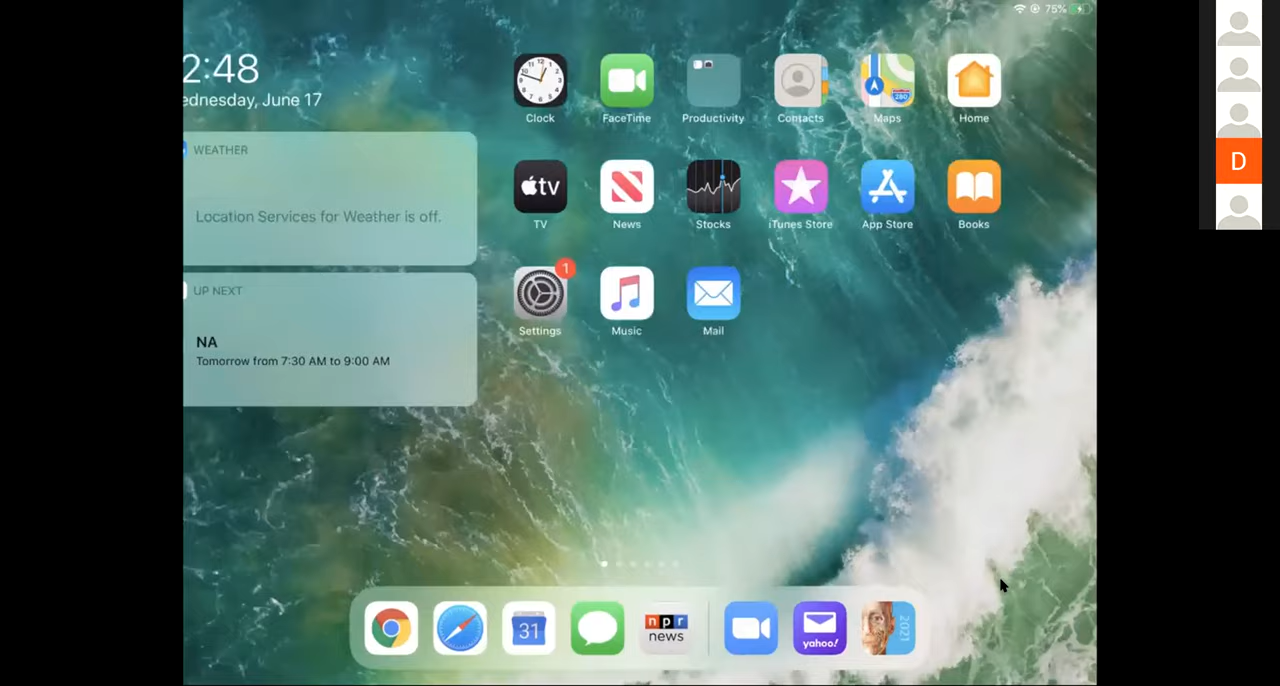 75%
2:48
ednesday, June 17
WEATHER
Location Services for Weather is off.
UP NEXT
NA
Tomorrow from 7:30 AM to 9:00 AM
Clock
FaceTime
Productivity
Contacts
280
Maps
Home
tv
TV
News
Stocks
iTunes Store
App Store
Books
1
Settings
Music
Mail
31
npr
news
yahoo!
2021
D